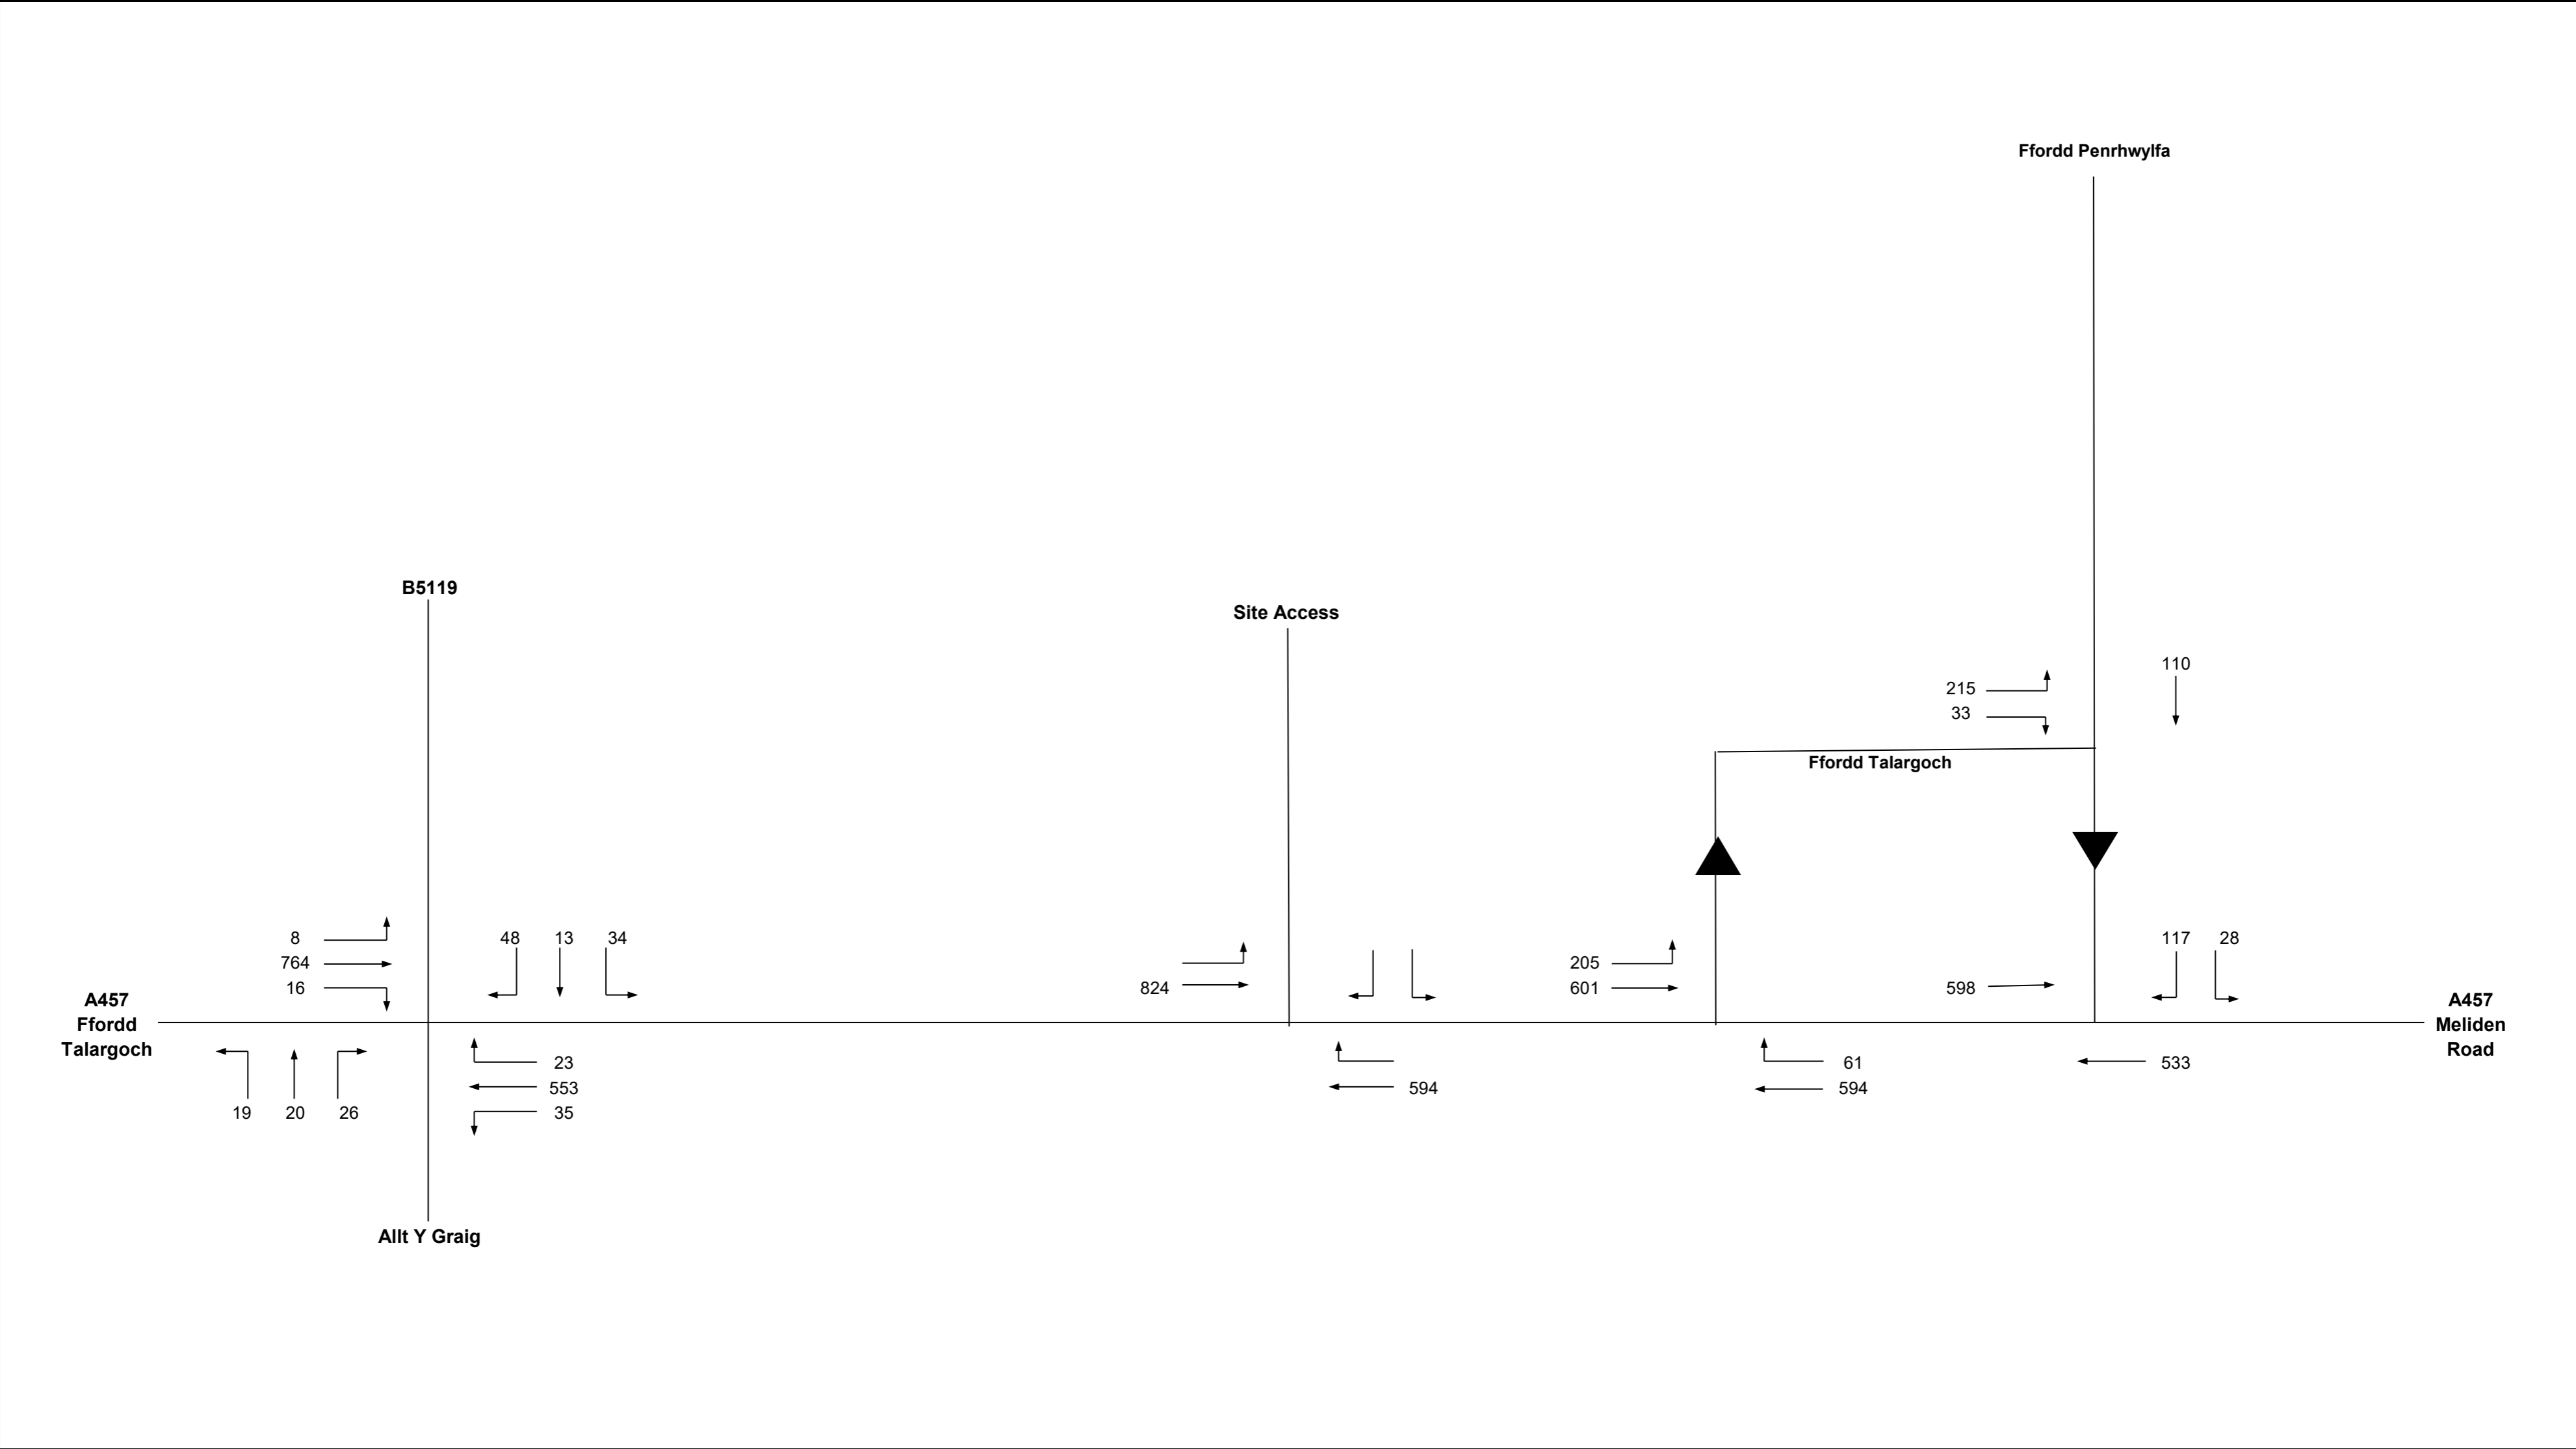 Ffordd Penrhwylfa
B5119
Site Access
110
215
33
Ffordd Talargoch
8
48 13 34
117 28
764
205
16
824
601
598
A457
Ffordd
Talargoch
A457
Meliden
Road
23
61
533
553
594
594
19 20 26
35
Allt Y Graig